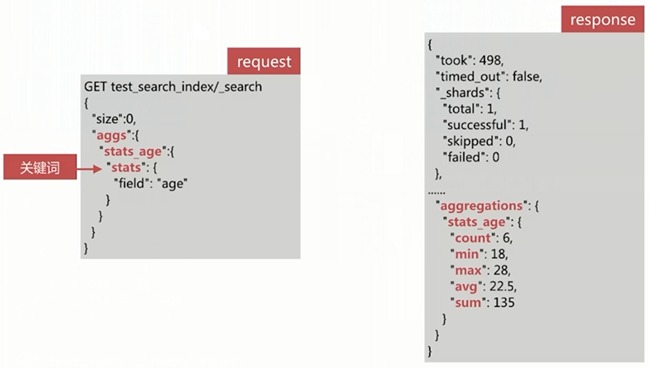 request
GET test_search_index/_search
{
"size":0,
"aggs":{
"stats_age":{
"stats": {
"field": "age"
}
}
}
}
关键词
response
{
"took": 498,
"timed_out": false,
"_shards": {
"total": 1,
"successful": 1,
"skipped": 0,
"failed": 0
},
......
"aggregations": {
"stats_age": {
"count": 6,
"min": 18,
"max": 28,
"avg": 22.5,
"sum": 135
}
}
}